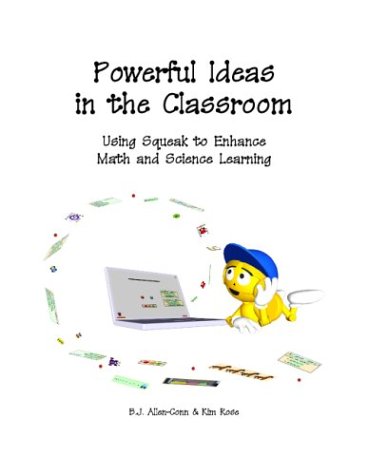 Powerful Ideas
in the Classroom
Using Squeak to Enhance
Math and Science Learning
B.J. Allen-Conn & Kim Rose